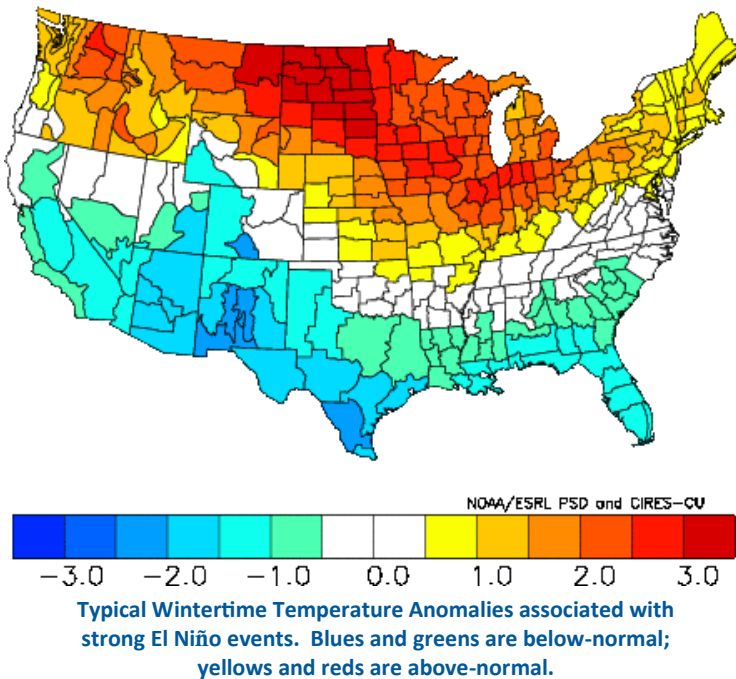 NOAA/ESRL PSD and CIRES-CU
−3.0 −2.0 −1.0 0.0 1.0 2.0 3.0
Typical Wintertime Temperature Anomalies associated with
strong El Niño events.  Blues and greens are below-normal;
yellows and reds are above-normal.